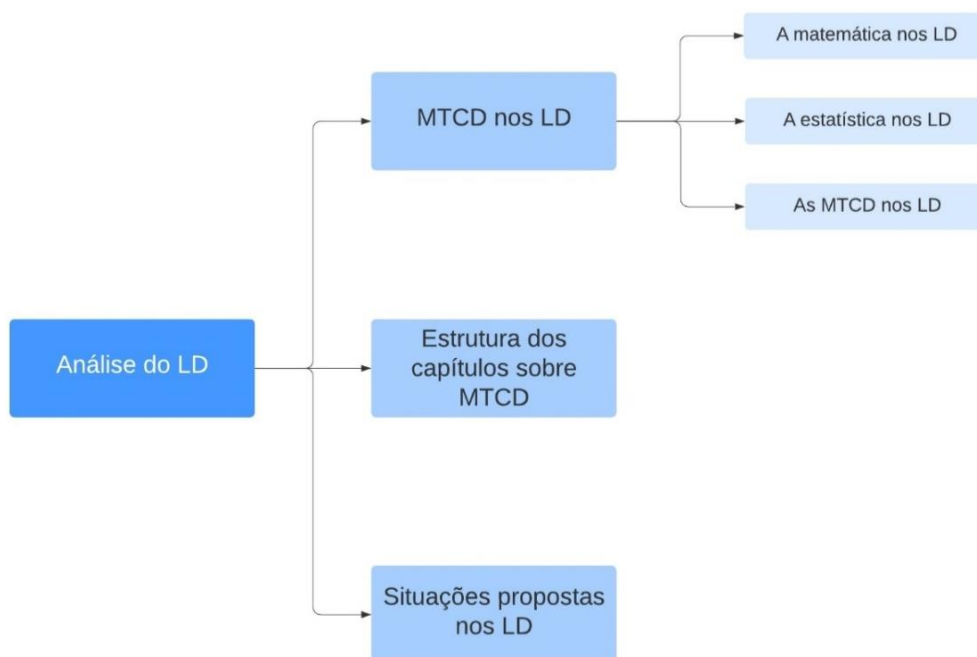 A matemática nos LD
MTCD nos LD
A estatística nos LD
As MTCD nos LD
Análise do LD
Estrutura dos
capítulos sobre
MTCD
Situações propostas
nos LD